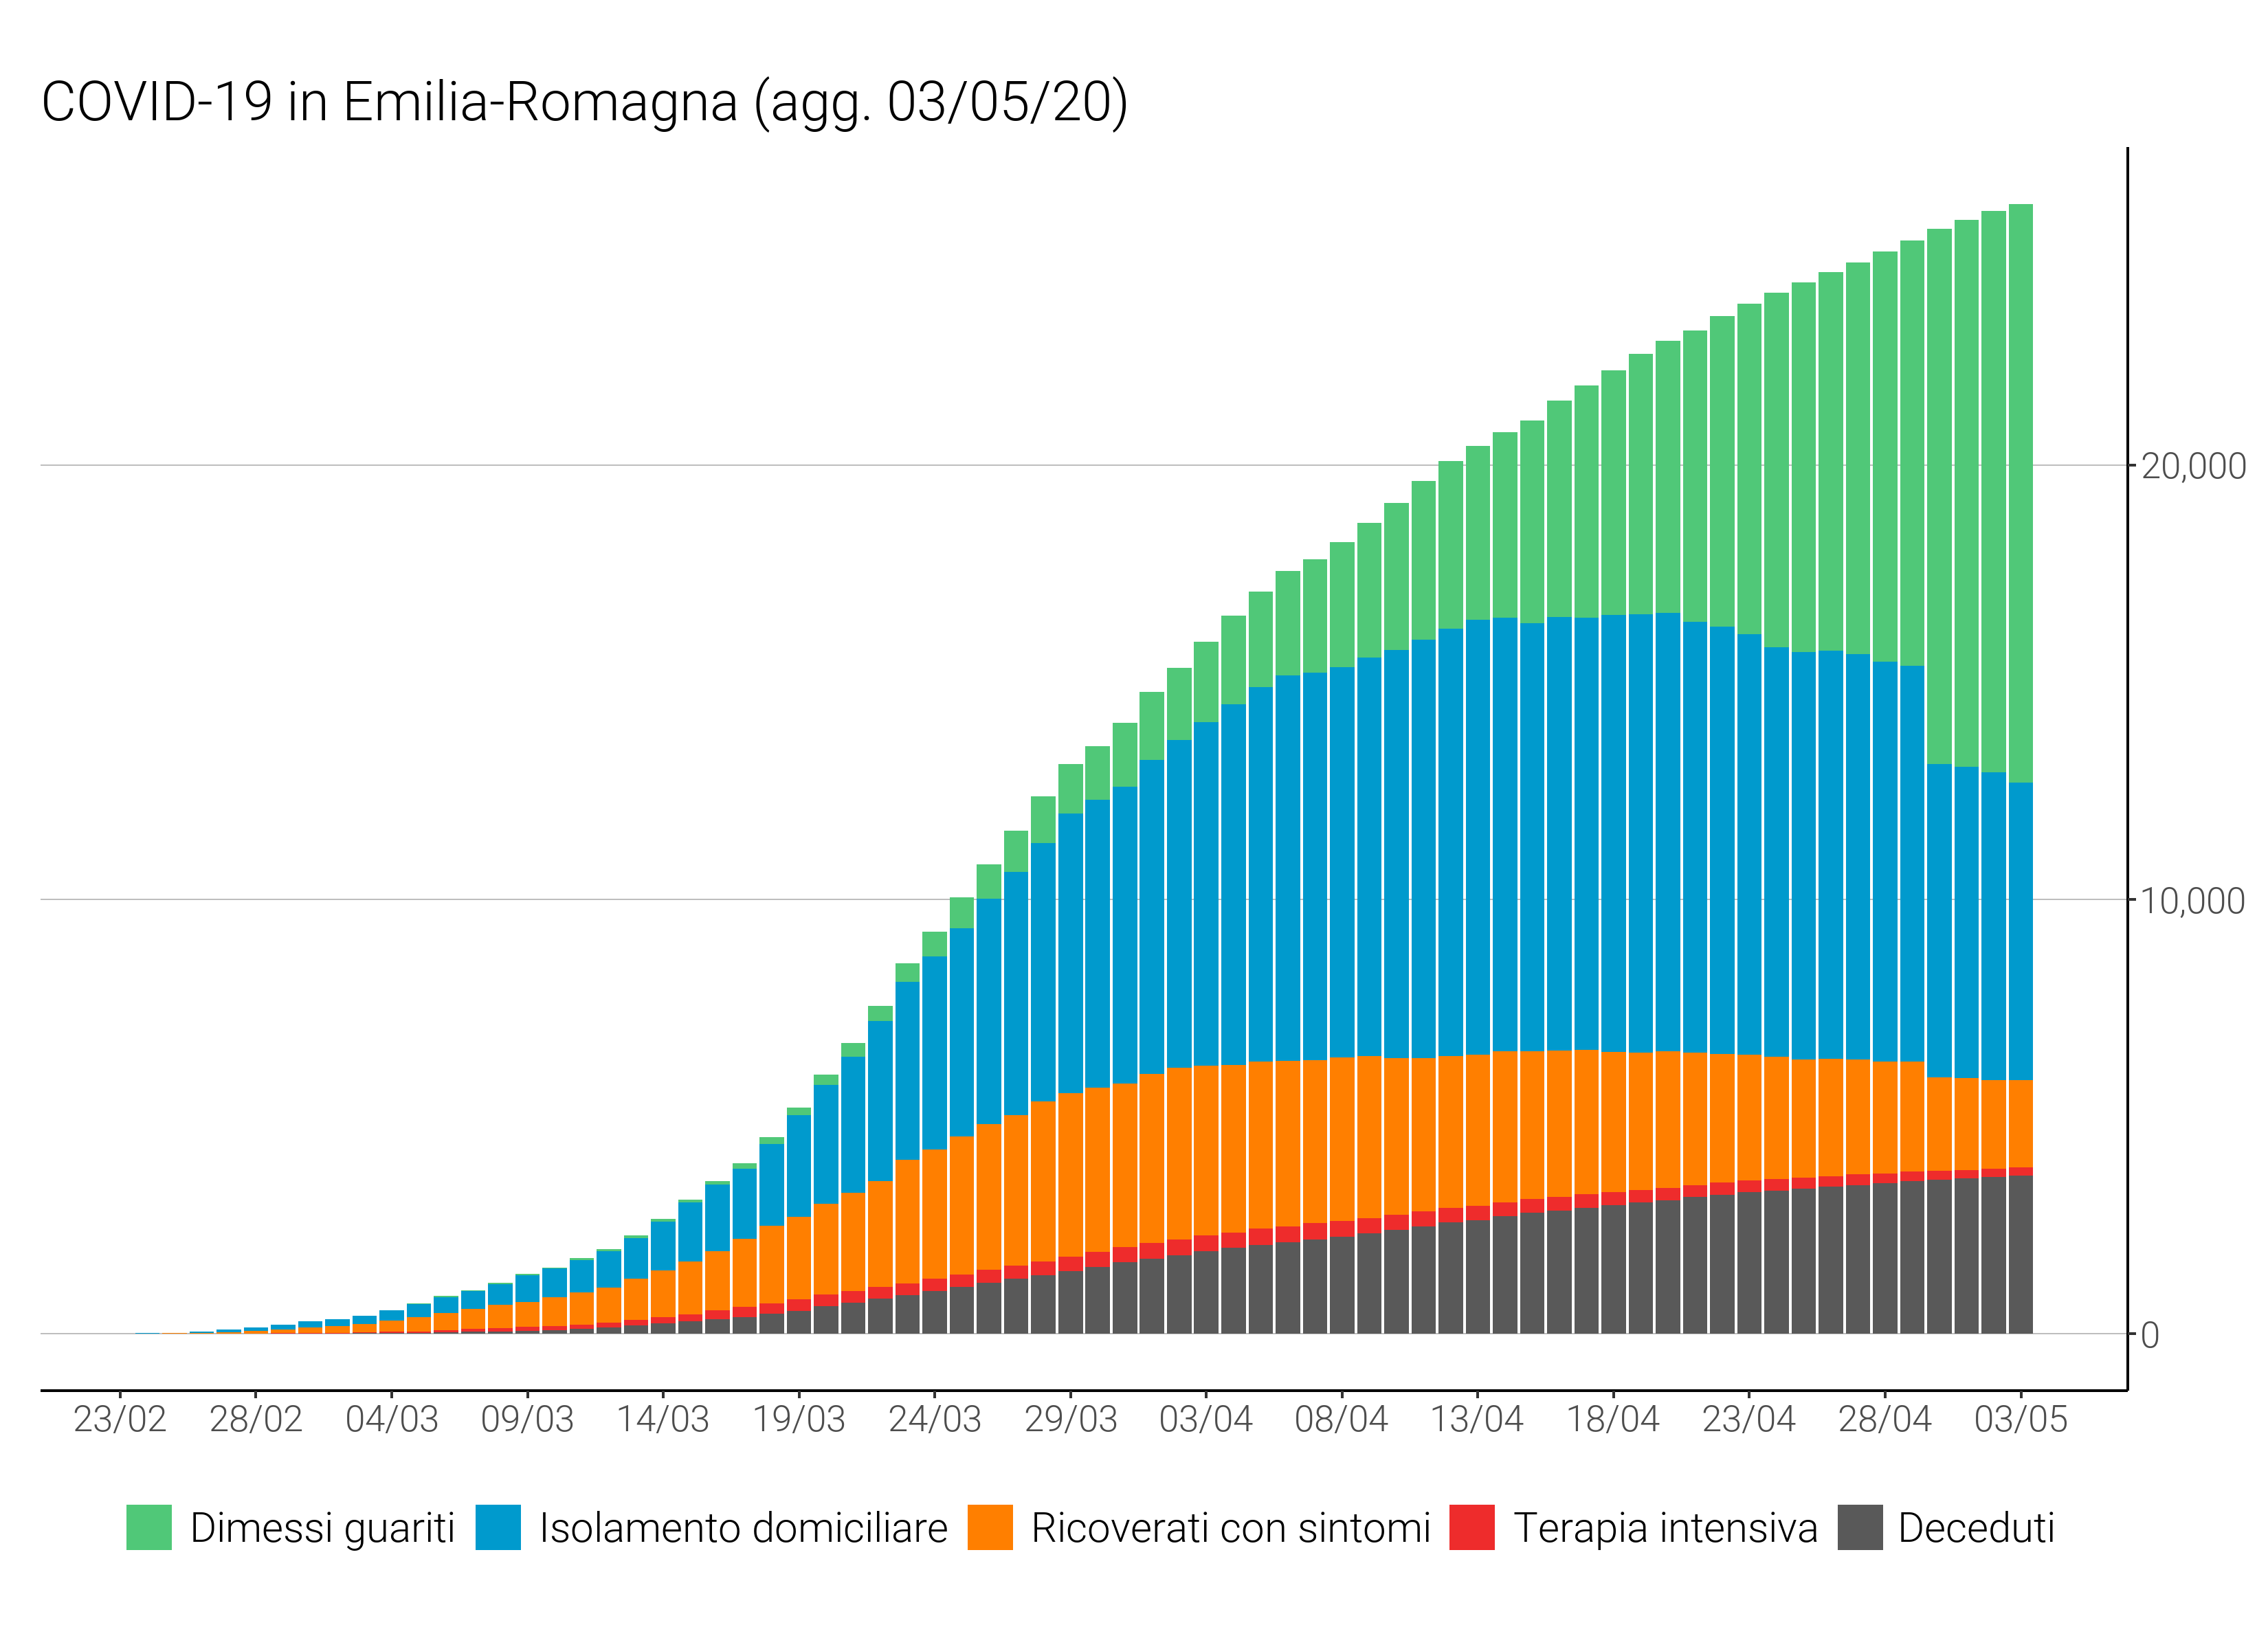 COVID-19 in Emilia-Romagna (agg. 03/05/20)
20,000
10,000
0
23/02 28/02 04/03 09/03 14/03 19/03 24/03 29/03 03/04 08/04 13/04 18/04 23/04 28/04 03/05
Dimessi guariti Isolamento domiciliare Ricoverati con sintomi Terapia intensiva Deceduti